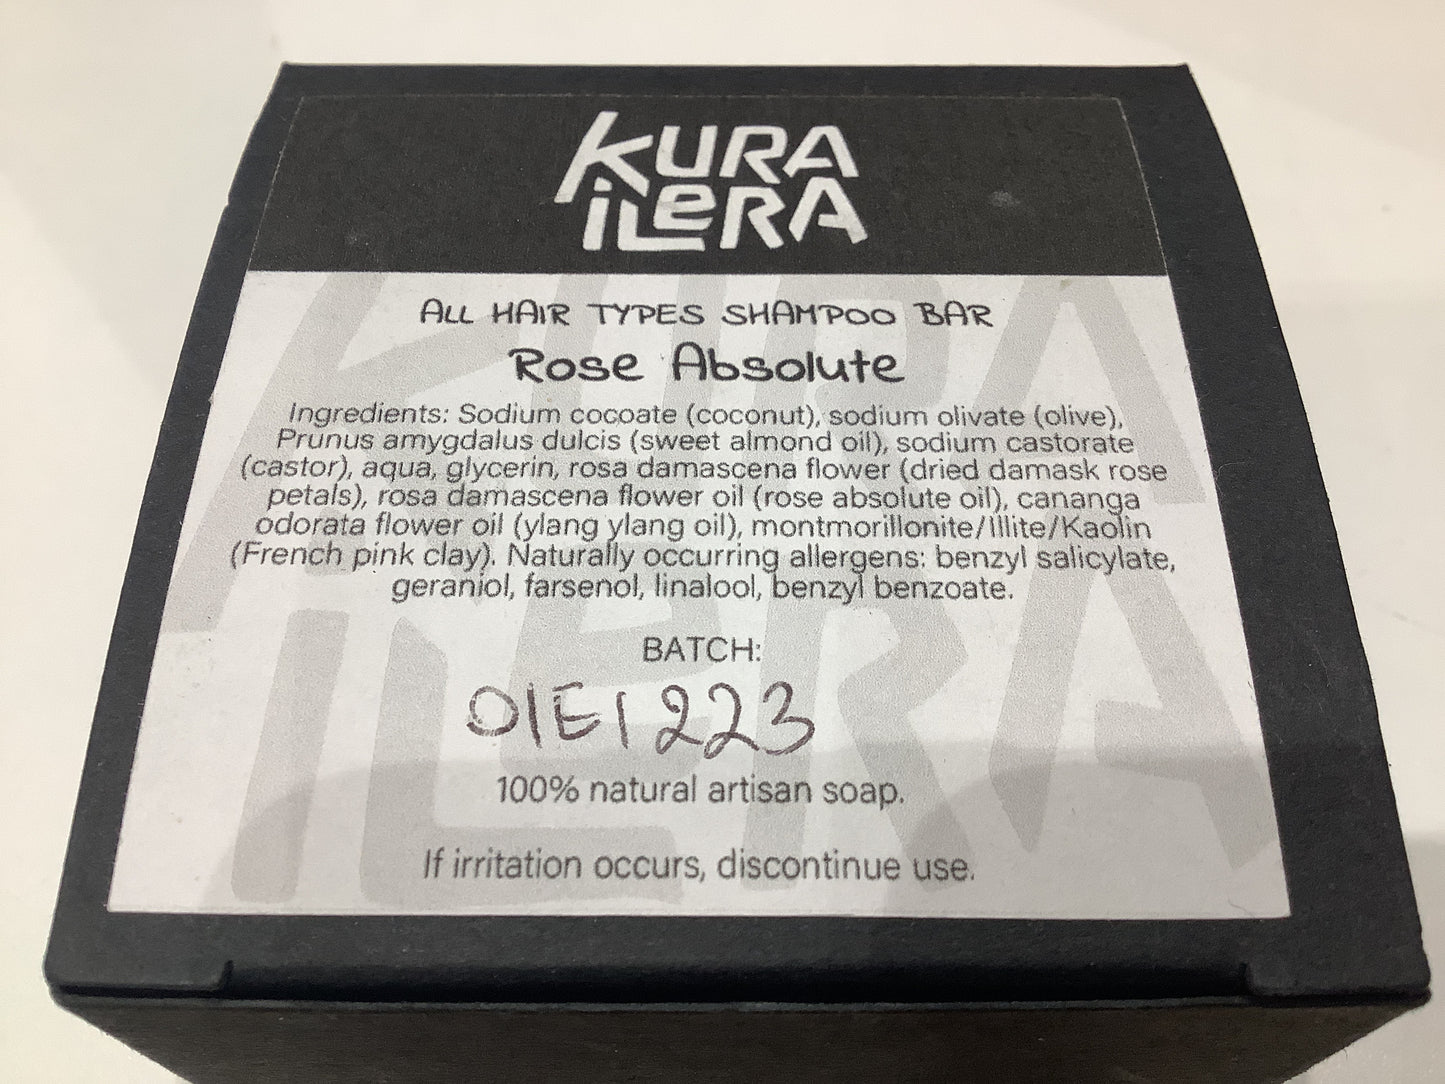 KURA
iLeRA
ALL HAIR TYPES SHAMPOO BAR
Rose Absolute
Ingredients: Sodium cocoate (coconut), sodium olivate (olive),
Prunus amygdalus dulcis (sweet almond oil), sodium castorate
(castor), aqua, glycerin, rosa damascena flower (dried damask rose
petals), rosa damascena flower oil (rose absolute oil), cananga
odorata flower oil (ylang ylang oil), montmorillonite/Illite/Kaolin
(French pink clay). Naturally occurring allergens: benzyl salicylate,
geraniol, farsenol, linalool, benzyl benzoate.
BATCH:
01E1223
100% natural artisan soap.
If irritation occurs, discontinue use.